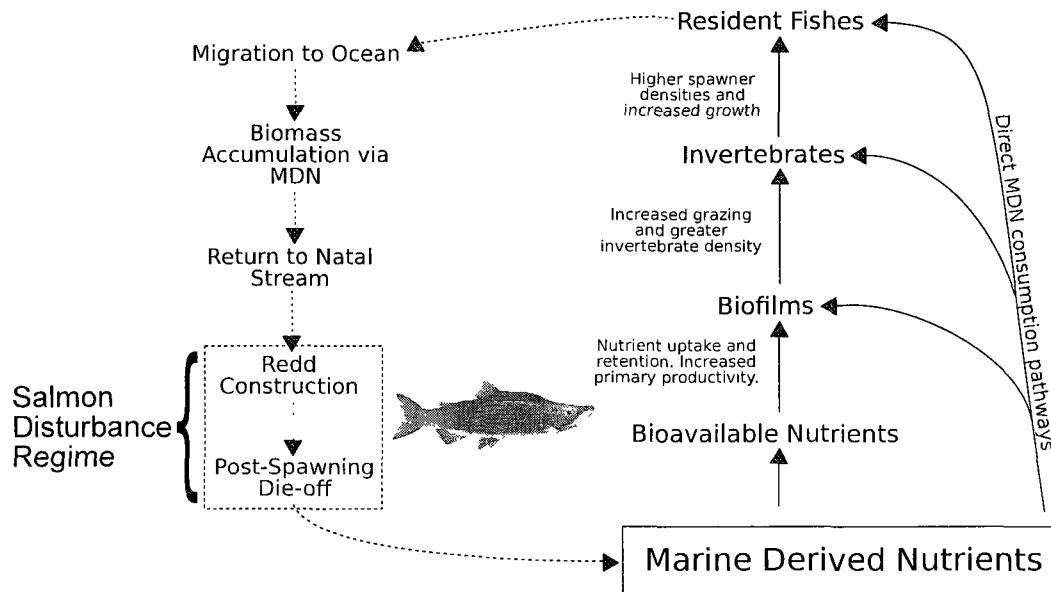 Resident Fishes
Migration to Ocean
Higher spawner
densities and
increased growth
Biomass
Accumulation via
MDN
Invertebrates
Direct MDN consumption pathways
Increased grazing
and greater
invertebrate density
Return to Natal
Stream
Biofilms
Nutrient uptake and
retention. Increased
primary productivity.
Redd
Construction
Salmon
Disturbance
Regime
Bioavailable Nutrients
Post-Spawning
Die-off
Marine Derived Nutrients